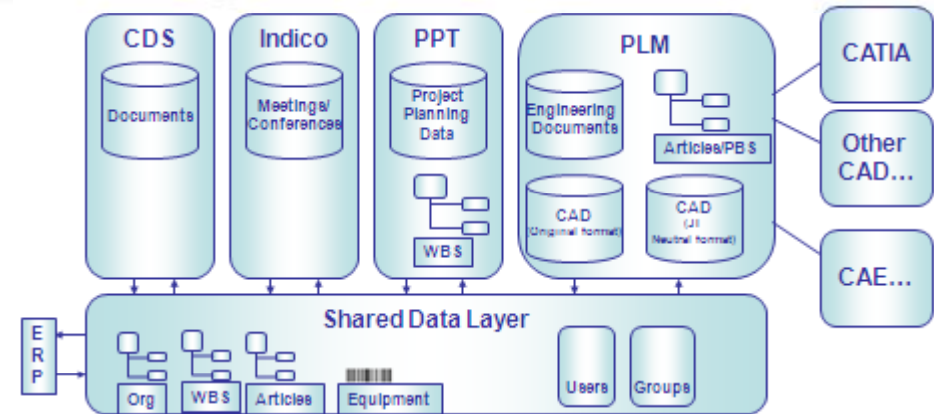 CDS
Documents
Indico
Meetings/
Conferences
PPT
Project
Planning
Data
WBS
PLM
Engineering
Documents
Articles/PBS
CAD
(Original format)
CAD
(JT
Neutral format)
CATIA
Other
CAD...
CAE...
Shared Data Layer
E
R
P
Org
WBS
Articles
Equipment
Users
Groups